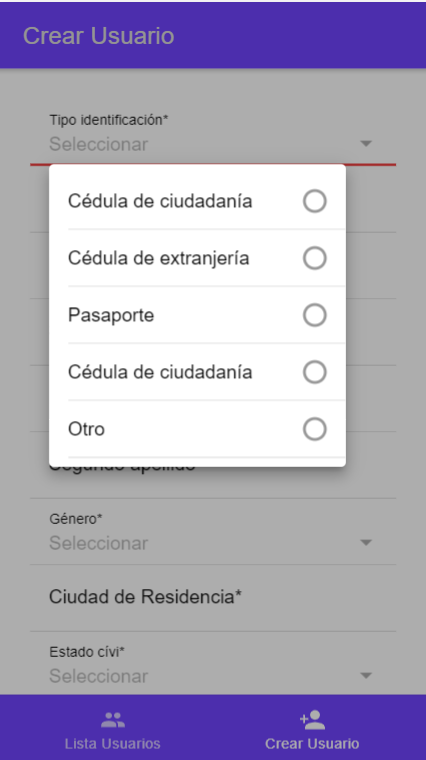 Crear Usuario
Tipo identificación*
Seleccionar
Cédula de ciudadanía
Cédula de extranjería
Pasaporte
Cédula de ciudadanía
Otro
Segundo apellido
Género*
Seleccionar
Ciudad de Residencia*
Estado cívi*
Seleccionar
Lista Usuarios
Crear Usuario